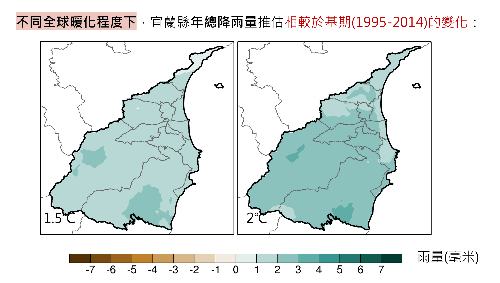 不同全球暖化程度下，宜蘭縣年總降雨量推估相較於基期(1995-2014)的變化：
1.5°C 2°C
-7 -6 -5 -4 -3 -2 -1 0 1 2 3 4 5 6 7 雨量(毫米)